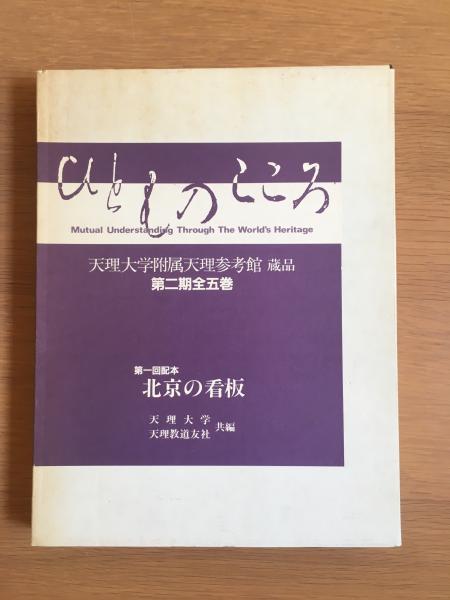 ひとものこころ
Mutual Understanding Through The World's Heritage
天理大学附属天理参考館 蔵品
第二期全五巻
第一回配本
北京の看板
天理大学
天理教道友社 共編